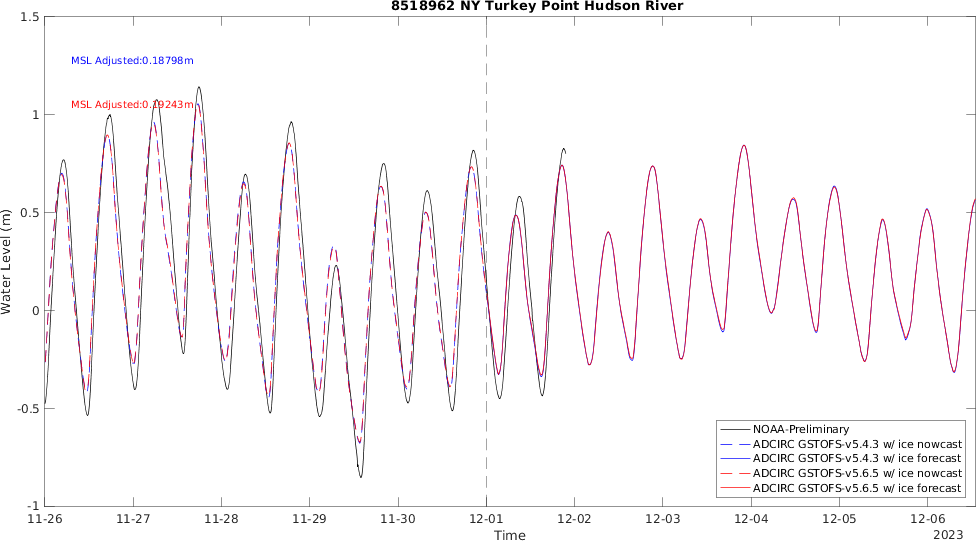 8518962 NY Turkey Point Hudson River
1.5
MSL Adjusted:0.18798m
MSL Adjusted:0.19243m
1
0.5
Water Level (m)
0
-0.5
-1
NOAA-Preliminary
ADCIRC GSTOFS-v5.4.3 w/ ice nowcast
ADCIRC GSTOFS-v5.4.3 w/ ice forecast
ADCIRC GSTOFS-v5.6.5 w/ ice nowcast
ADCIRC GSTOFS-v5.6.5 w/ ice forecast
11-26 11-27 11-28 11-29 11-30 12-01 12-02 12-03 12-04 12-05 12-06
Time
2023